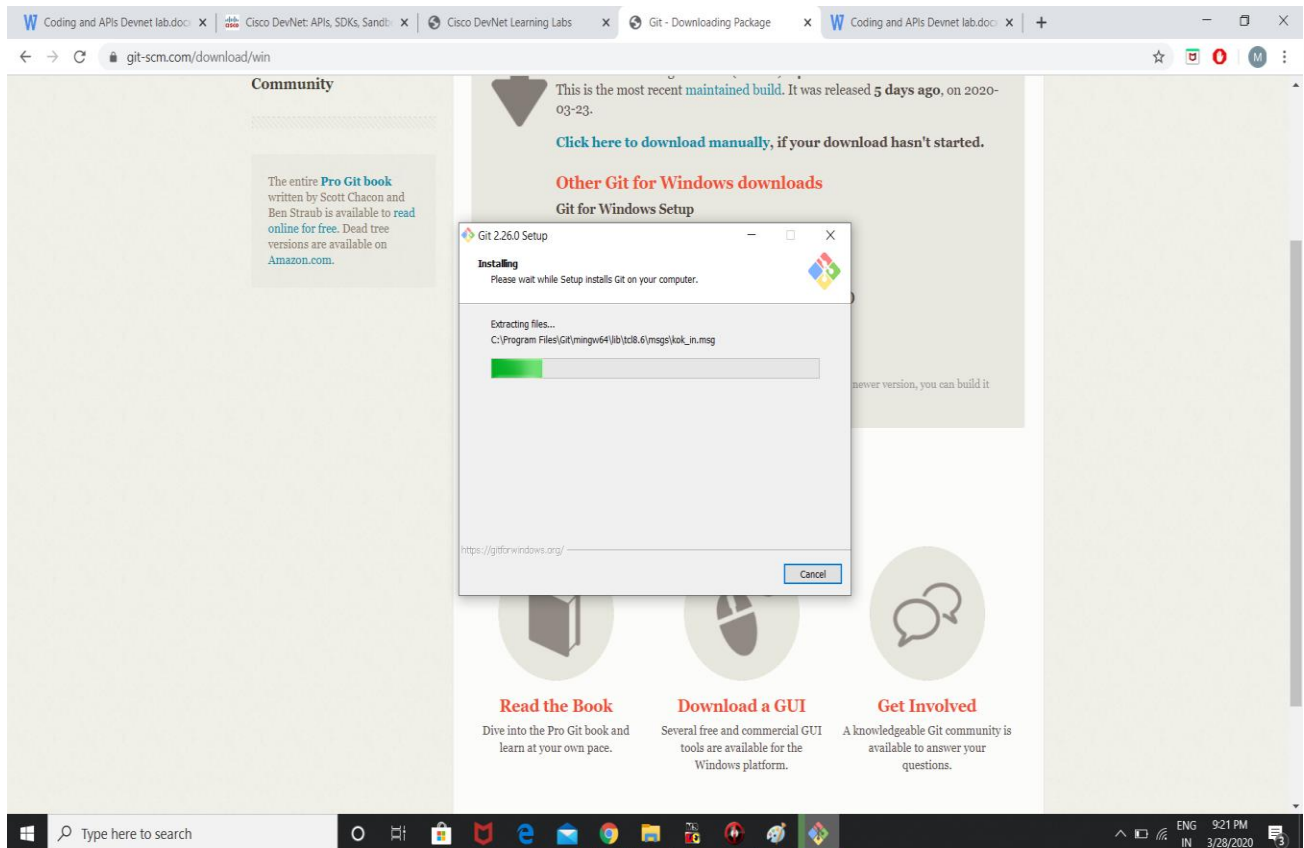 Coding and APIs Devnet lab.doc
Cisco DevNet: APIs, SDKs, Sandb
Cisco DevNet Learning Labs
Git - Downloading Package
Coding and APIs Devnet lab.doc
git-scm.com/download/win
M
Community
The entire Pro Git book
written by Scott Chacon and
Ben Straub is available to read
online for free. Dead tree
versions are available on
Amazon.com.
This is the most recent maintained build. It was released 5 days ago, on 2020-
03-23.
Click here to download manually, if your download hasn't started.
Other Git for Windows downloads
Git for Windows Setup
Git 2.26.0 Setup
Installing
Please wait while Setup installs Git on your computer.
Extracting files...
C:\Program Files\Git\mingw64\lib\tcl8.6\msgs\kok_in.msg
newer version, you can build it
https://gitforwindows.org/
Cancel
Read the Book
Dive into the Pro Git book and
learn at your own pace.
Download a GUI
Several free and commercial GUI
tools are available for the
Windows platform.
Get Involved
A knowledgeable Git community is
available to answer your
questions.
Type here to search
ENG
IN
9:21 PM
3/28/2020
3